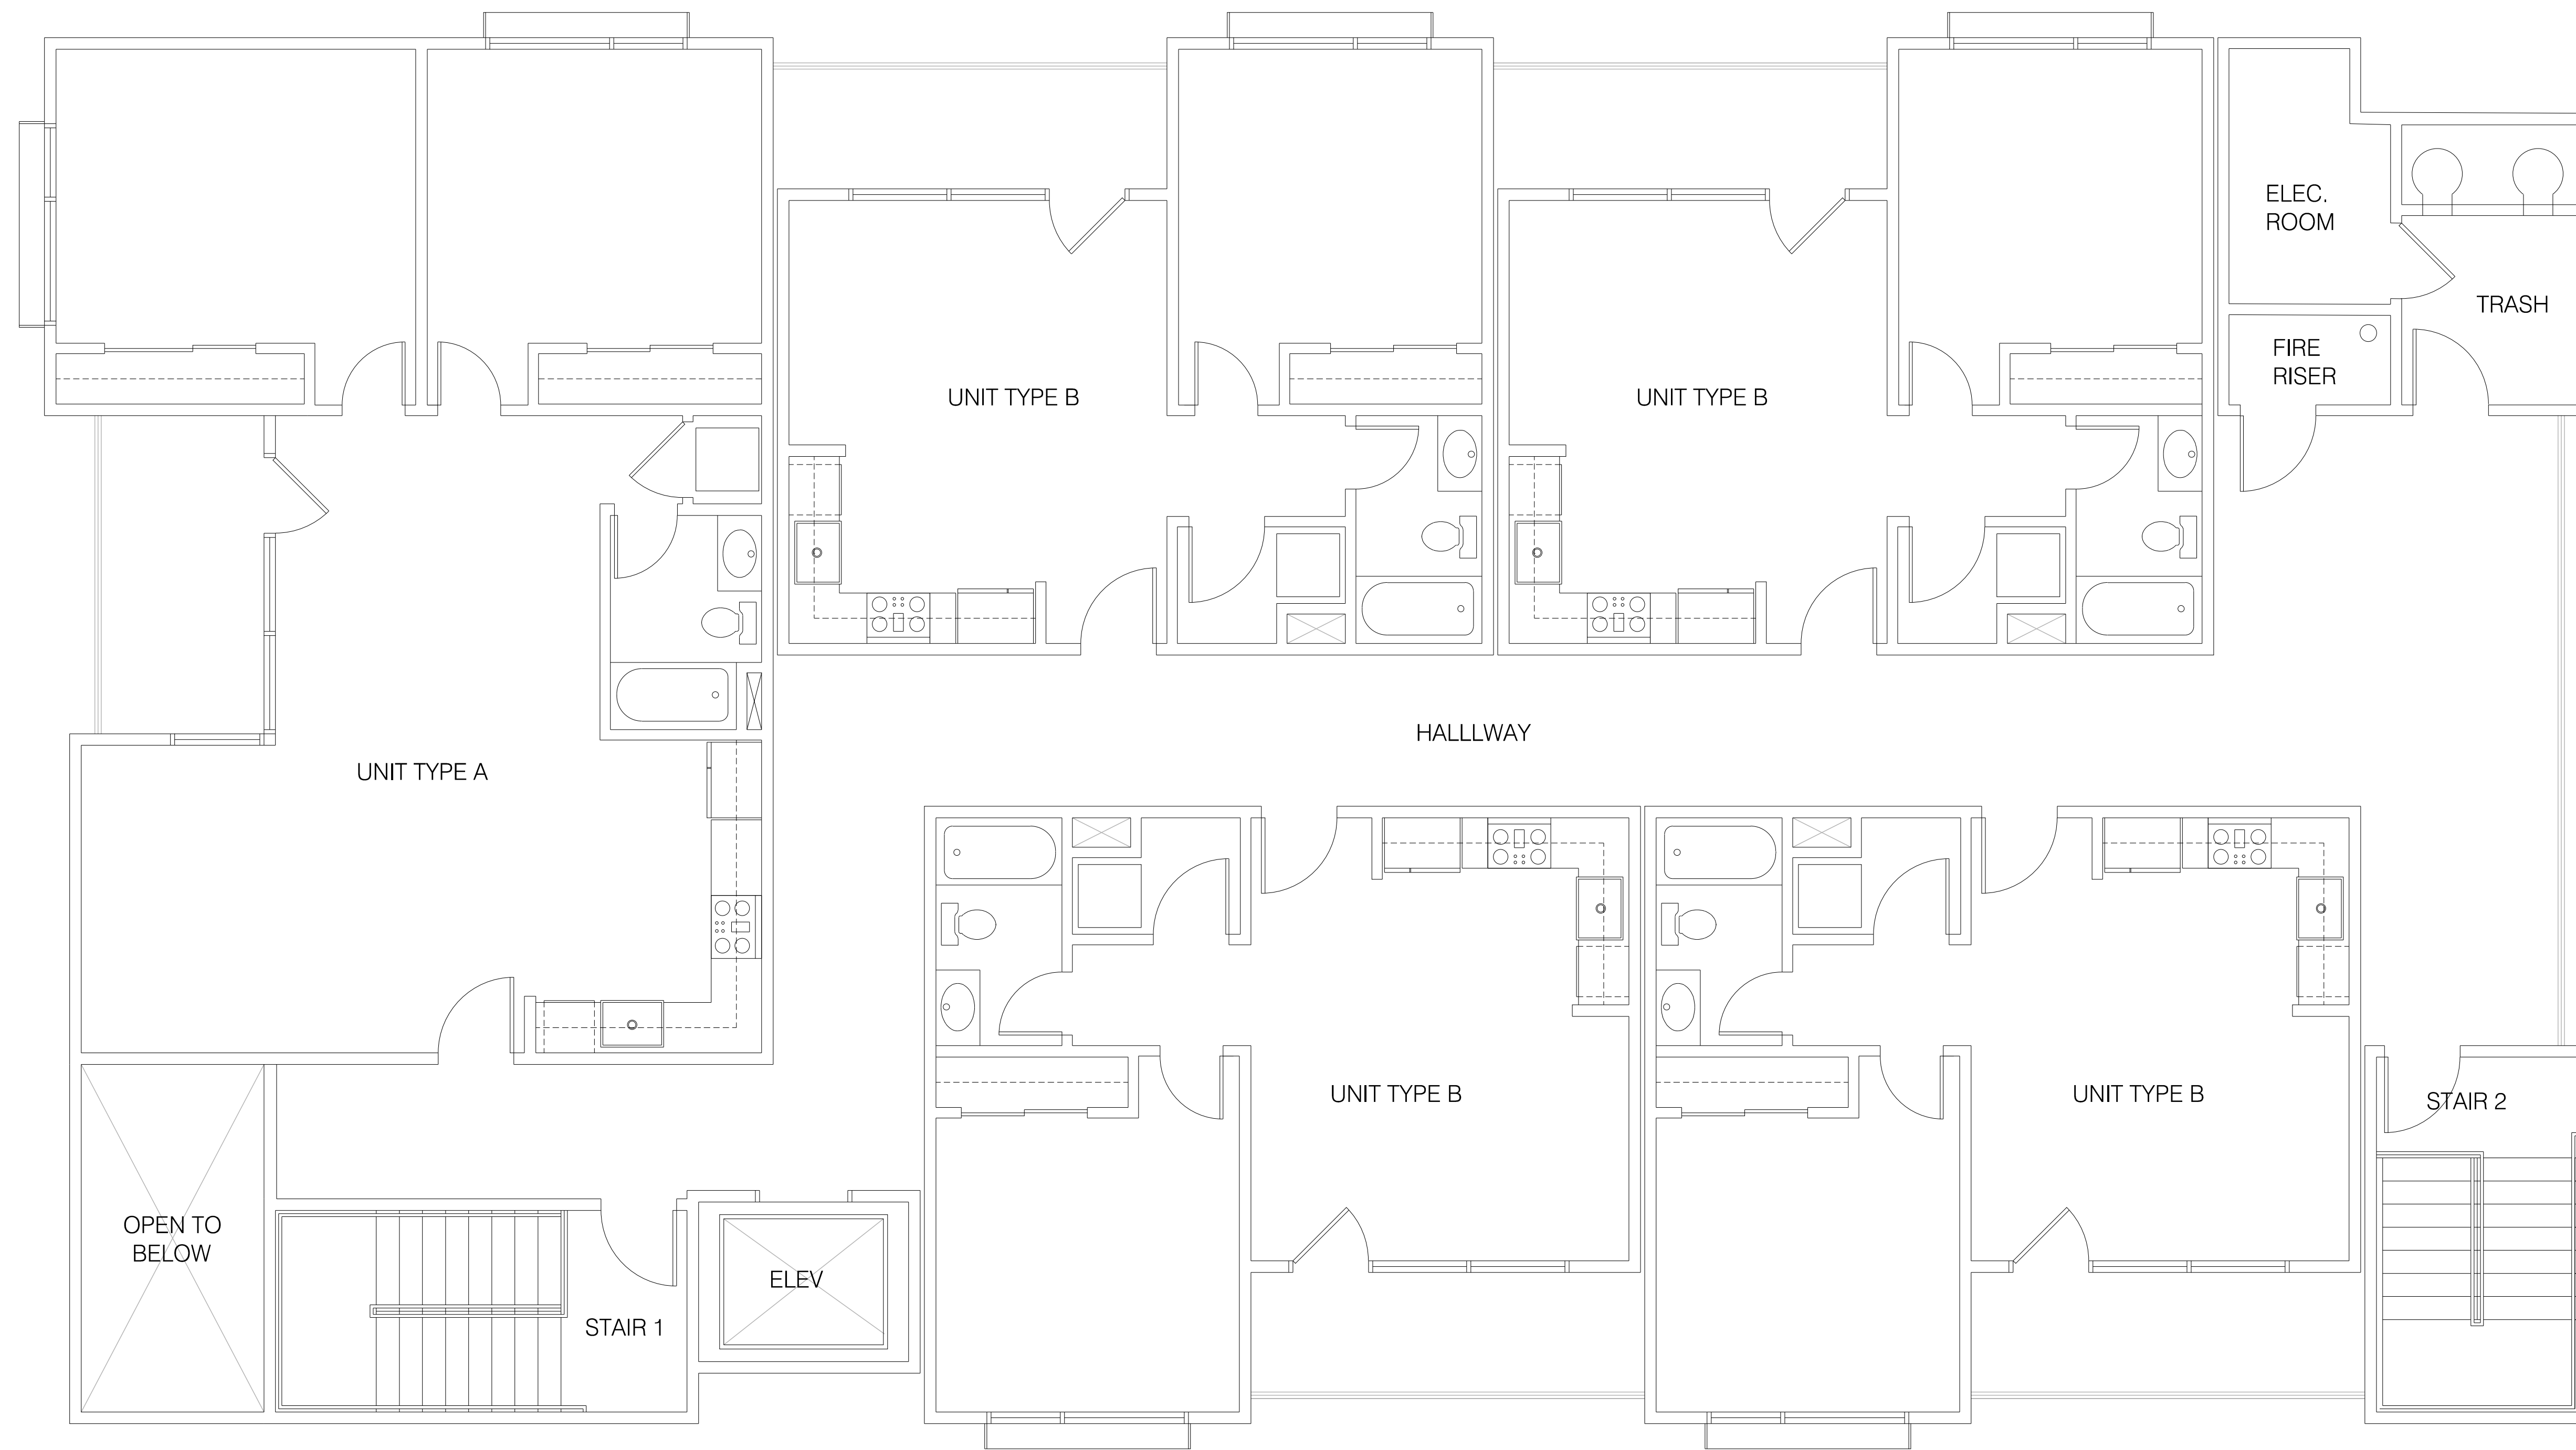 ELEC.
ROOM
TRASH
FIRE
RISER
UNIT TYPE B
UNIT TYPE B
HALLLWAY
UNIT TYPE A
UNIT TYPE B
UNIT TYPE B
STAIR 2
OPEN TO
BELOW
ELEV
STAIR 1